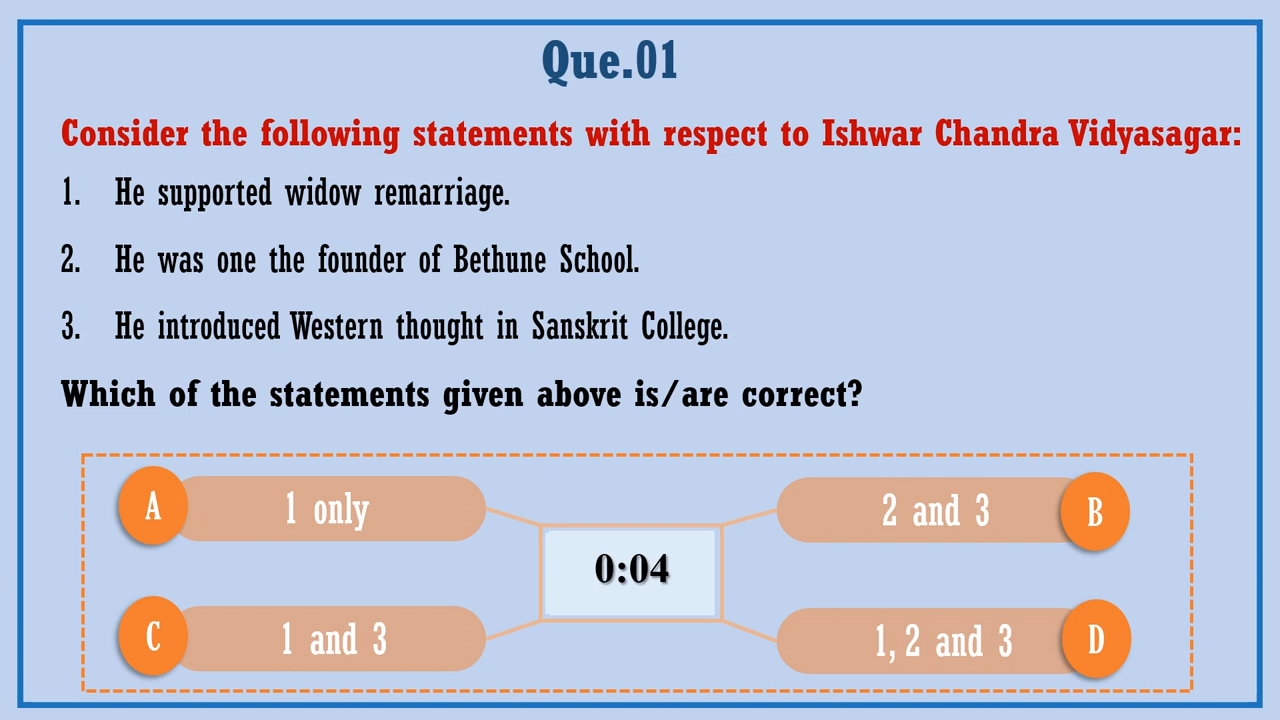 Que.01
Consider the following statements with respect to Ishwar Chandra Vidyasagar:
1. He supported widow remarriage.
2. He was one the founder of Bethune School.
3. He introduced Western thought in Sanskrit College.
Which of the statements given above is/are correct?
A 1 only
2 and 3 B
0:04
C 1 and 3
1, 2 and 3 D